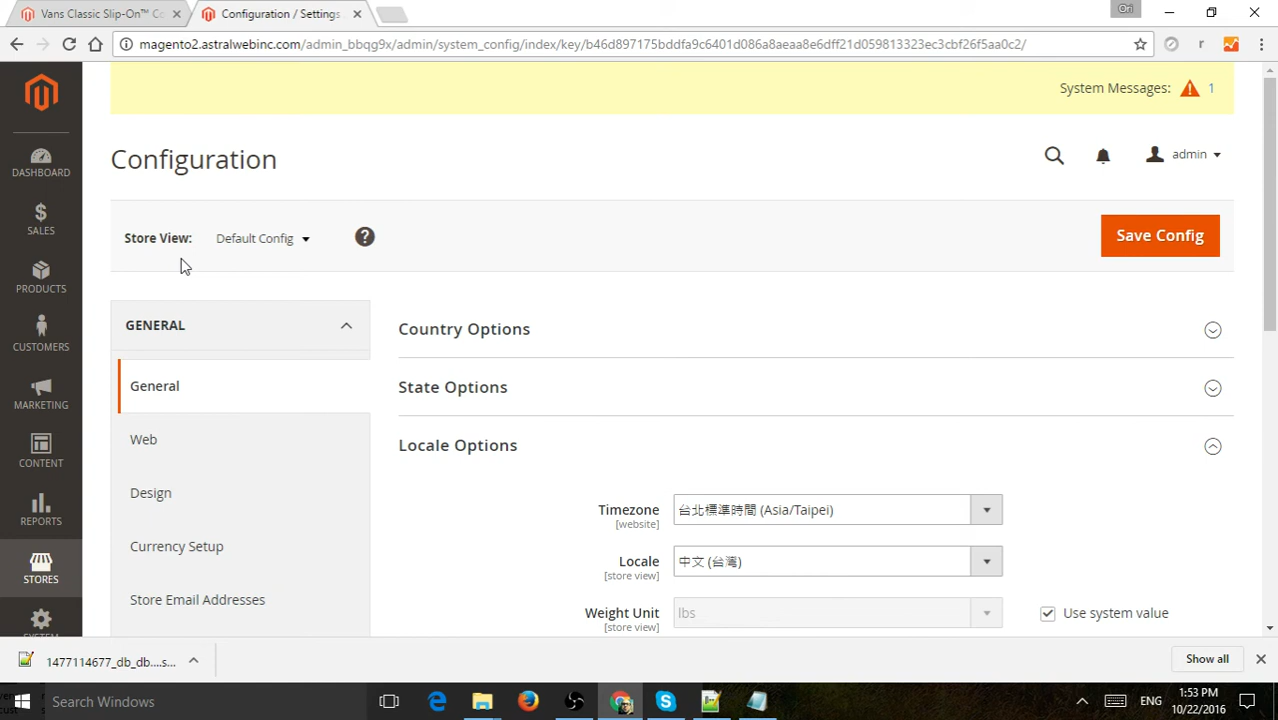 Vans Classic Slip-On™ Co
Configuration / Settings
Ori
magento2.astralwebinc.com/admin_bbqg9x/admin/system_config/index/key/b46d897175bddfa9c6401d086a8aeaa8e6dff21d059813323ec3cbf26f5aa0c2/
System Messages: 1
Configuration
admin
Store View: Default Config ?
Save Config
DASHBOARD
SALES
PRODUCTS
CUSTOMERS
MARKETING
CONTENT
REPORTS
STORES
GENERAL
General
Web
Design
Currency Setup
Store Email Addresses
Country Options
State Options
Locale Options
Timezone 台北標準時間 (Asia/Taipei)
[website]
Locale 中文 (台灣)
[store view]
Weight Unit lbs Use system value
[store view]
1477114677_db_db....s...
Show all
Search Windows
ENG
1:53 PM
10/22/2016